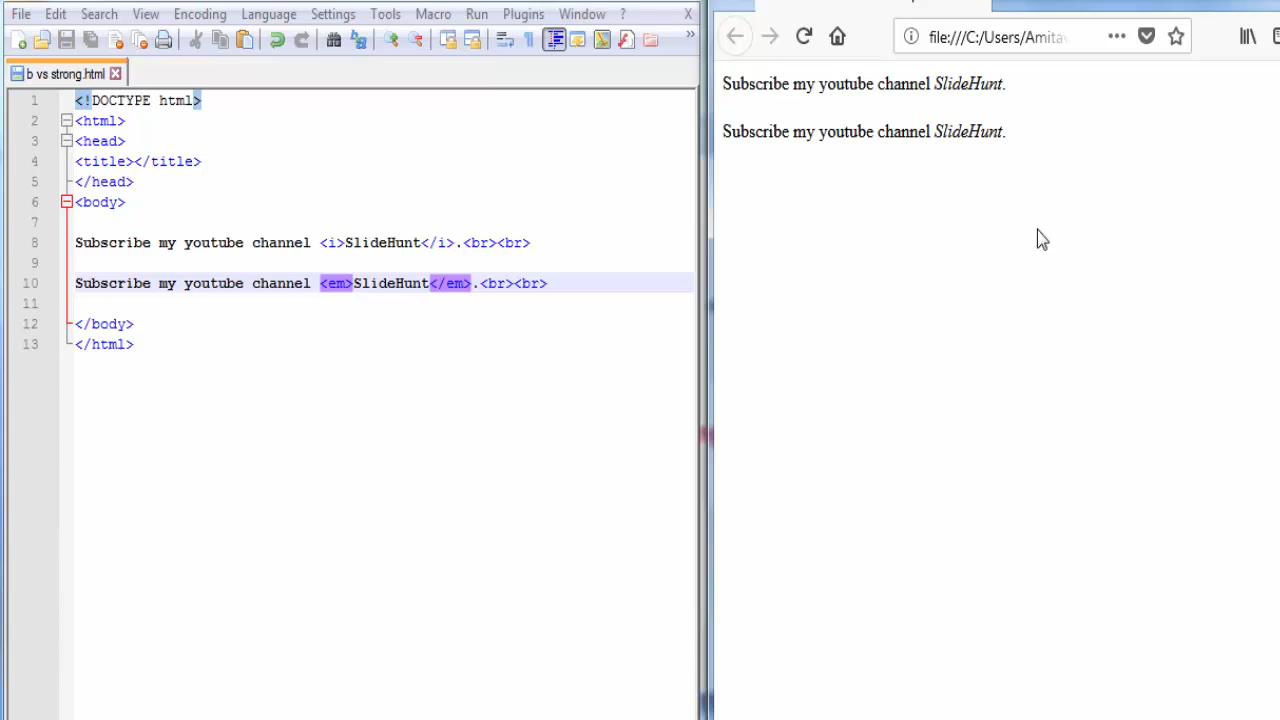 File Edit Search View Encoding Language Settings Tools Macro Run Plugins Window ? X
»
b vs strong.html
1 <!DOCTYPE html>
2 <html>
3 <head>
4 <title></title>
5 </head>
6 <body>
7
8 Subscribe my youtube channel <i>SlideHunt</i>.<br><br>
9
10 Subscribe my youtube channel <em>SlideHunt</em>.<br><br>
11
12 </body>
13 </html>
file:///C:/Users/Amita
Subscribe my youtube channel SlideHunt.
Subscribe my youtube channel SlideHunt.